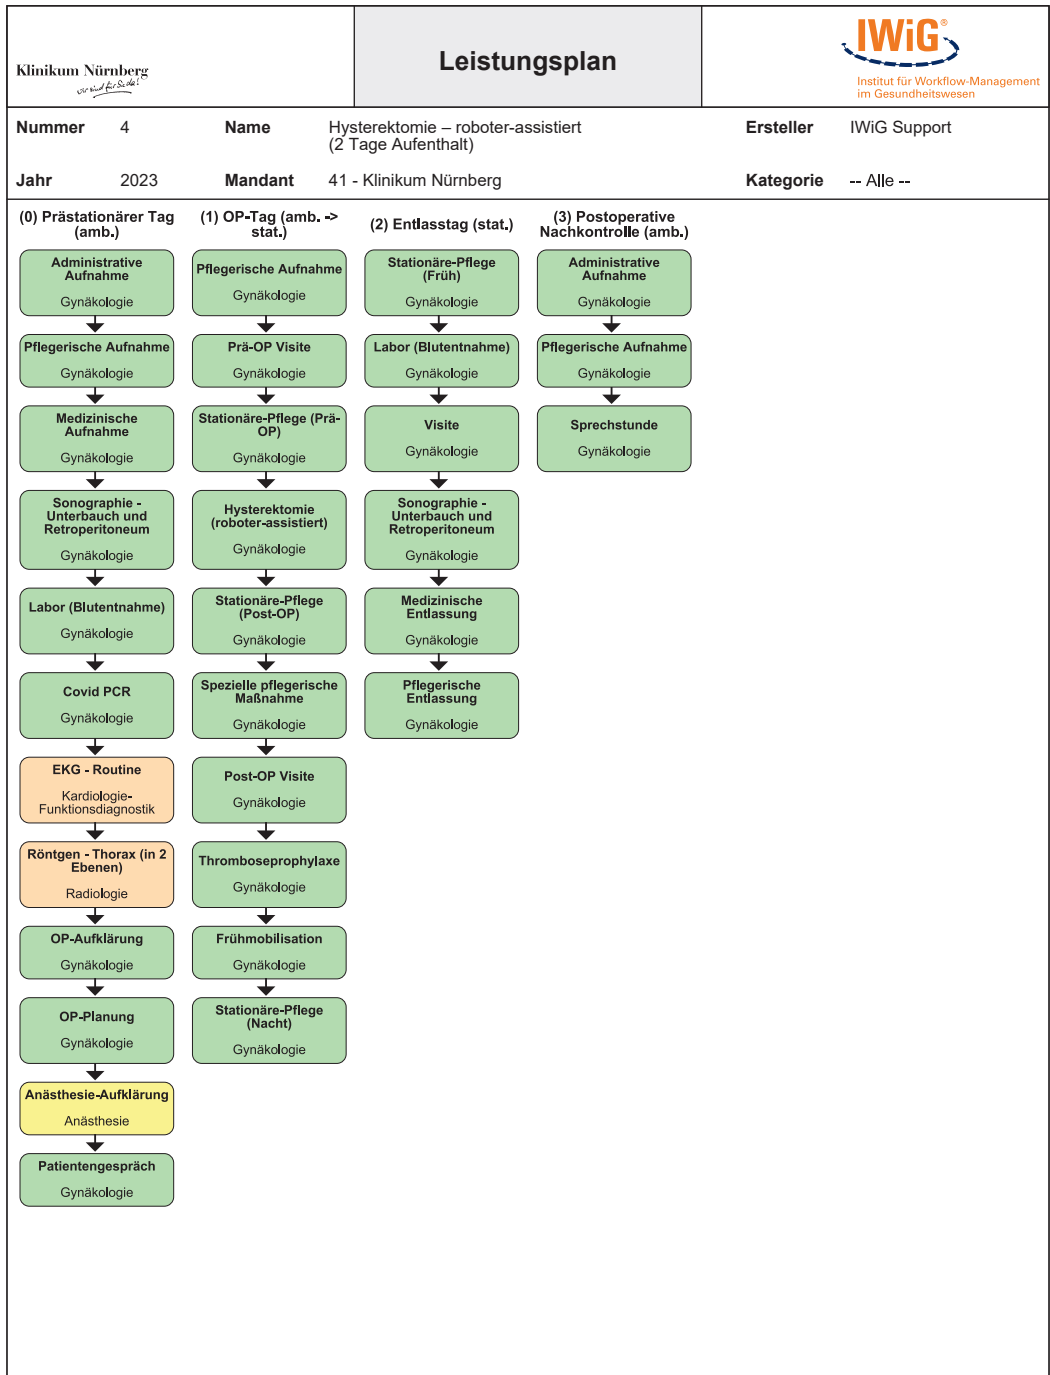 Klinikum Nürnberg
wir sind für Sie da!
Leistungsplan
IWiG®
Institut für Workflow-Management
im Gesundheitswesen
Nummer 4 Name Hysterektomie – roboter-assistiert
(2 Tage Aufenthalt)
Ersteller IWiG Support
Jahr 2023 Mandant 41 - Klinikum Nürnberg Kategorie -- Alle --
(0) Prästationärer Tag
(amb.)
Administrative
Aufnahme
Gynäkologie
Pflegerische Aufnahme
Gynäkologie
Medizinische
Aufnahme
Gynäkologie
Sonographie -
Unterbauch und
Retroperitoneum
Gynäkologie
Labor (Blutentnahme)
Gynäkologie
Covid PCR
Gynäkologie
EKG - Routine
Kardiologie-
Funktionsdiagnostik
Röntgen - Thorax (in 2
Ebenen)
Radiologie
OP-Aufklärung
Gynäkologie
OP-Planung
Gynäkologie
Anästhesie-Aufklärung
Anästhesie
Patientengespräch
Gynäkologie
(1) OP-Tag (amb. ->
stat.)
Pflegerische Aufnahme
Gynäkologie
Prä-OP Visite
Gynäkologie
Stationäre-Pflege (Prä-
OP)
Gynäkologie
Hysterektomie
(roboter-assistiert)
Gynäkologie
Stationäre-Pflege
(Post-OP)
Gynäkologie
Spezielle pflegerische
Maßnahme
Gynäkologie
Post-OP Visite
Gynäkologie
Thromboseprophylaxe
Gynäkologie
Frühmobilisation
Gynäkologie
Stationäre-Pflege
(Nacht)
Gynäkologie
(2) Entlasstag (stat.)
Stationäre-Pflege
(Früh)
Gynäkologie
Labor (Blutentnahme)
Gynäkologie
Visite
Gynäkologie
Sonographie -
Unterbauch und
Retroperitoneum
Gynäkologie
Medizinische
Entlassung
Gynäkologie
Pflegerische
Entlassung
Gynäkologie
(3) Postoperative
Nachkontrolle (amb.)
Administrative
Aufnahme
Gynäkologie
Pflegerische Aufnahme
Gynäkologie
Sprechstunde
Gynäkologie